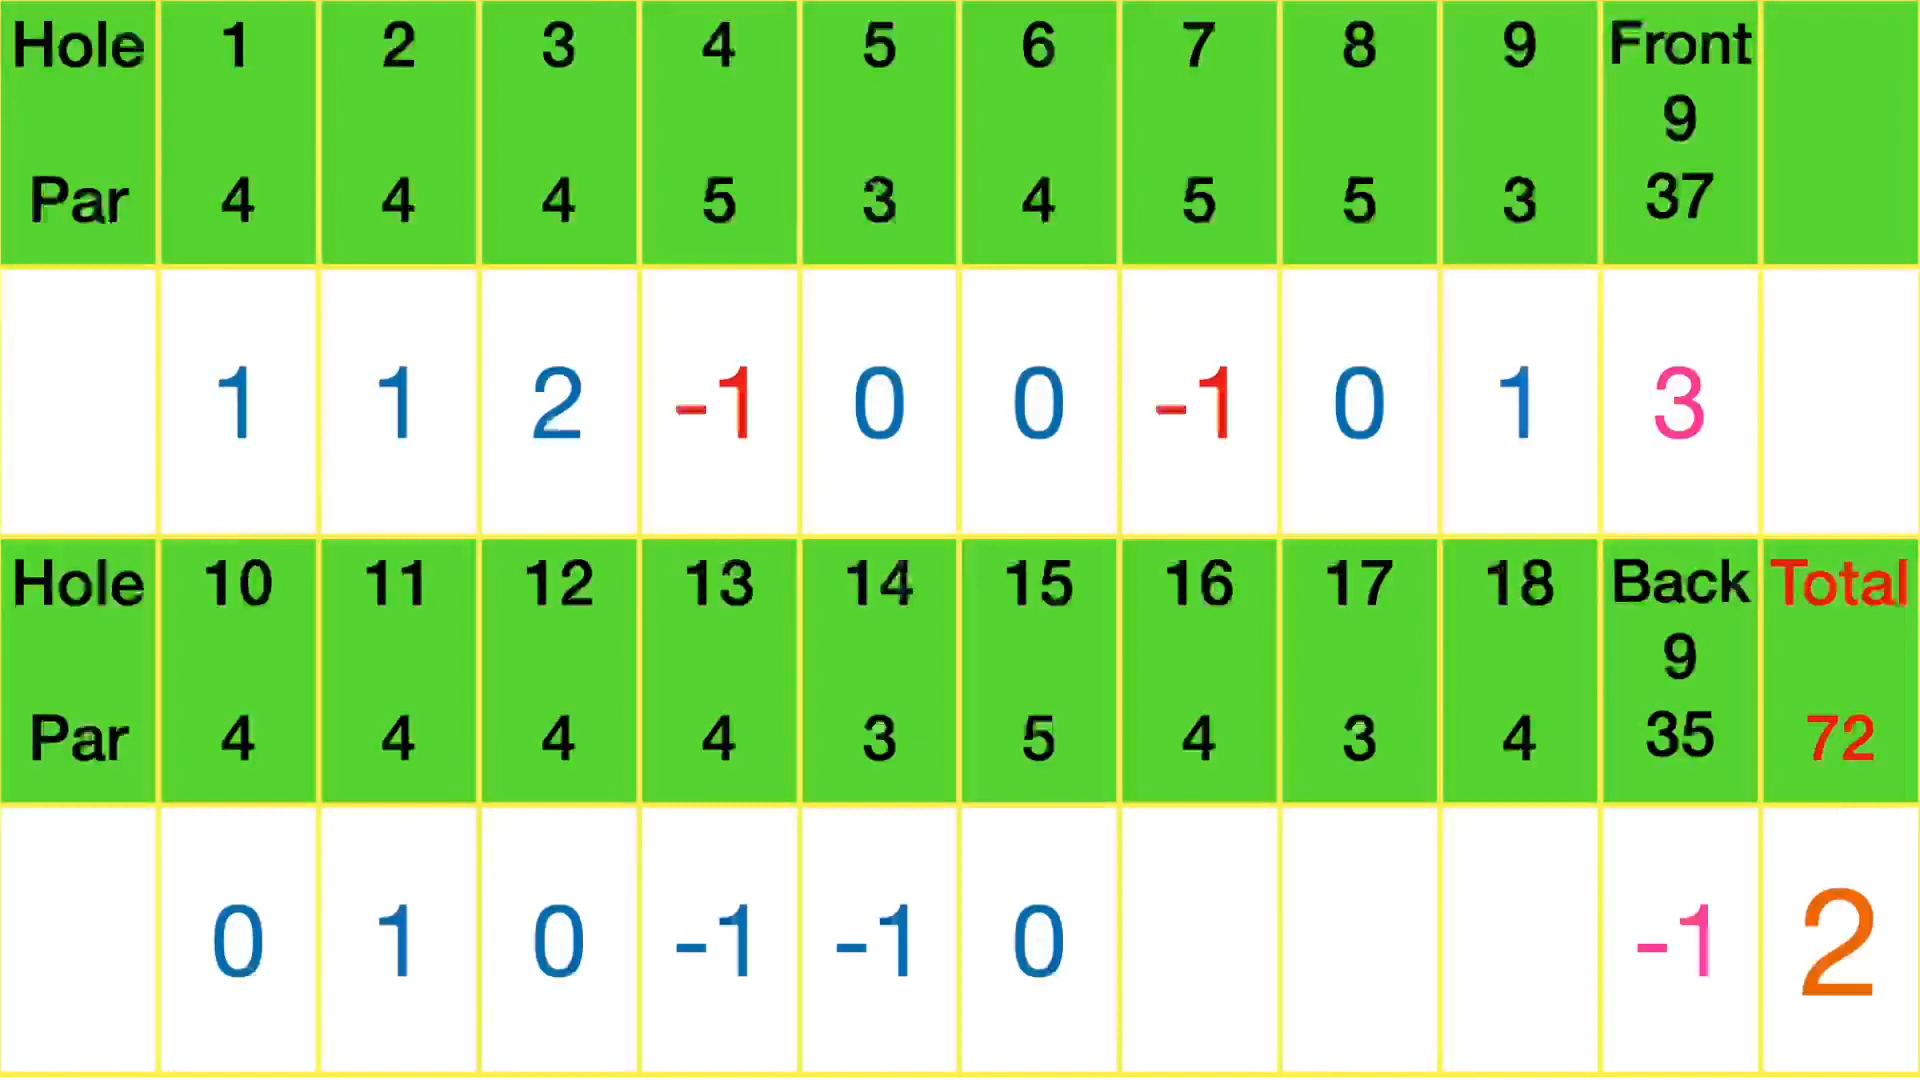 Hole 1 2 3 4 5 6 7 8 9 Front
9
Par 4 4 4 5 3 4 5 5 3 37
1 1 2 -1 0 0 -1 0 1 3
Hole 10 11 12 13 14 15 16 17 18 Back Total
9
Par 4 4 4 4 3 5 4 3 4 35 72
0 1 0 -1 -1 0 -1 2